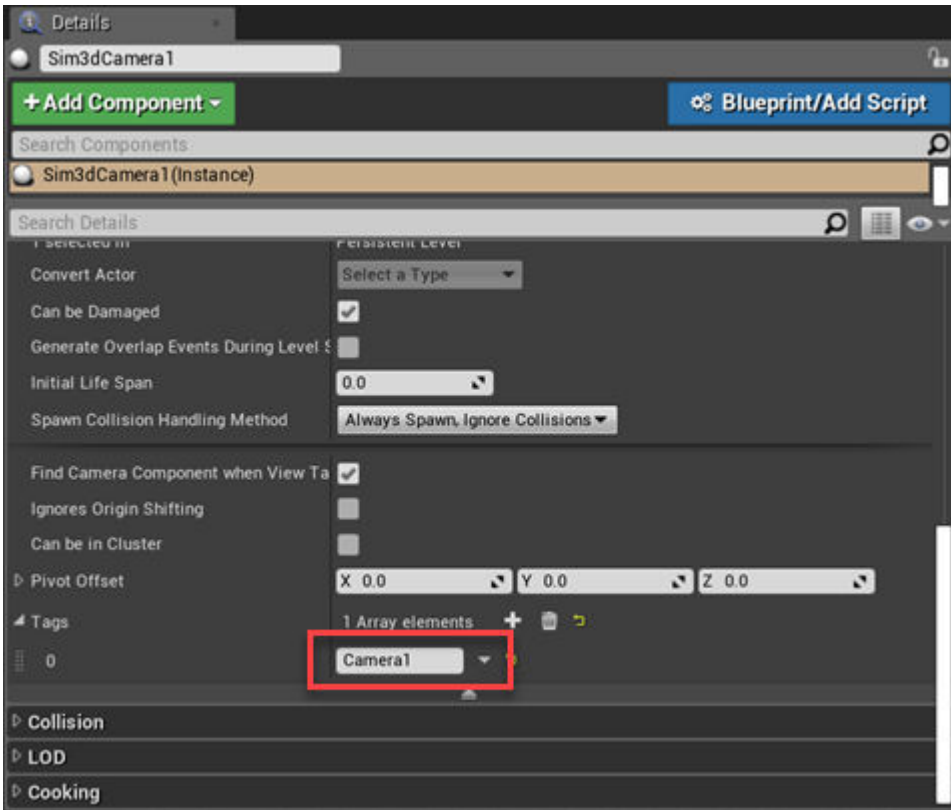 Details
Sim3dCamera1
+Add Component
Blueprint/Add Script
Search Components
Sim3dCamera1(Instance)
Search Details
1 selected in Persistent Level
Convert Actor Select a Type
Can be Damaged
Generate Overlap Events During Level S
Initial Life Span 0.0
Spawn Collision Handling Method Always Spawn, Ignore Collisions
Find Camera Component when View Ta
Ignores Origin Shifting
Can be in Cluster
Pivot Offset X 0.0 Y 0.0 Z 0.0
Tags 1 Array elements
0 Camera1
Collision
LOD
Cooking